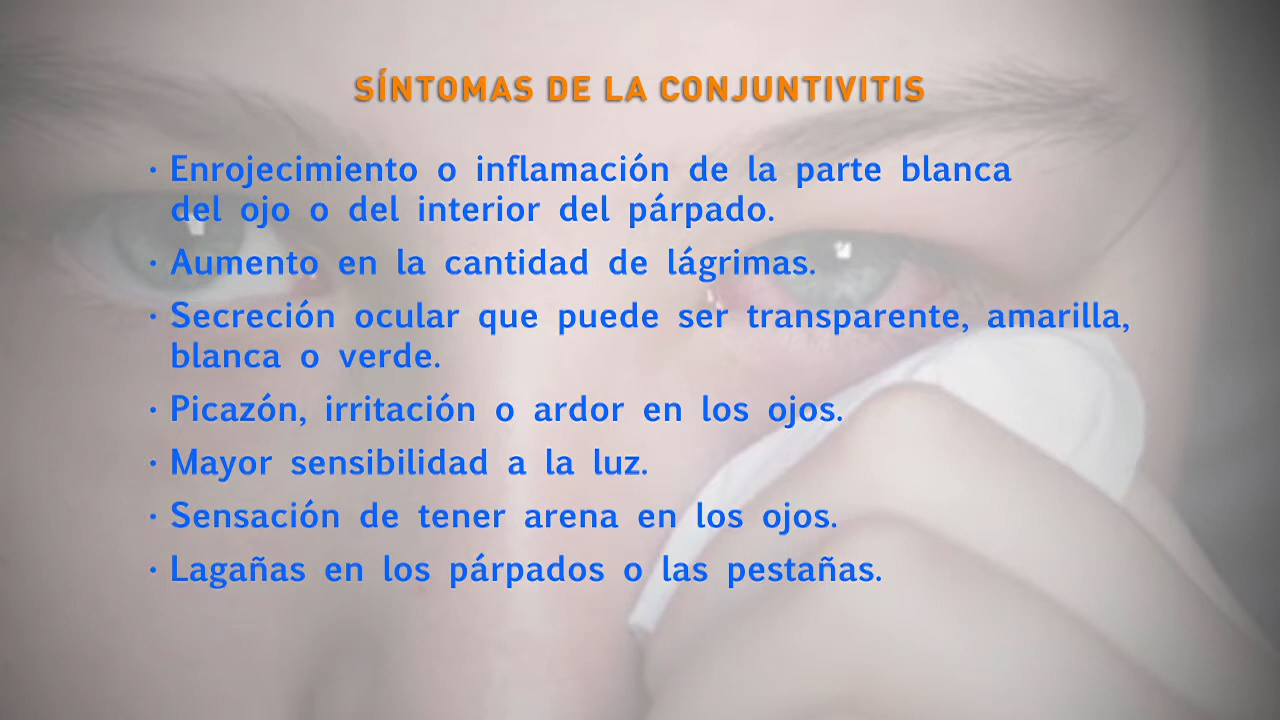 SÍNTOMAS DE LA CONJUNTIVITIS
· Enrojecimiento o inflamación de la parte blanca
del ojo o del interior del párpado.
· Aumento en la cantidad de lágrimas.
· Secreción ocular que puede ser transparente, amarilla,
blanca o verde.
· Picazón, irritación o ardor en los ojos.
· Mayor sensibilidad a la luz.
· Sensación de tener arena en los ojos.
· Lagañas en los párpados o las pestañas.